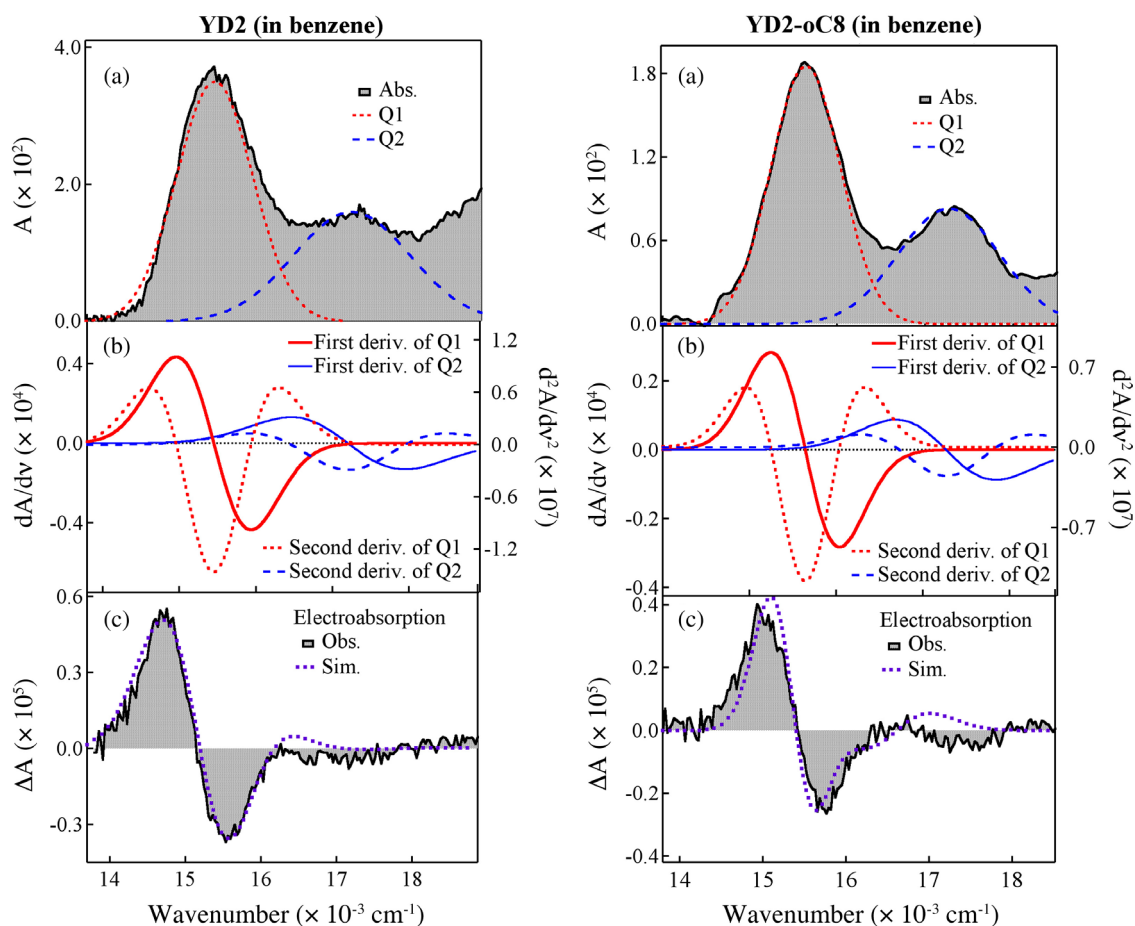 YD2 (in benzene)
4.0
(a)
Abs.
Q1
Q2
2.0
0.0
A (× 10²)
(b)
First deriv. of Q1
First deriv. of Q2
Second deriv. of Q1
Second deriv. of Q2
0.4
0.0
-0.4
dA/dν (× 10⁴)
1.2
0.6
0.0
-0.6
-1.2
d²A/dν² (× 10⁷)
(c)
Electroabsorption
Obs.
Sim.
0.6
0.3
0.0
-0.3
ΔA (× 10⁵)
14 15 16 17 18
Wavenumber (× 10⁻³ cm⁻¹)
YD2-oC8 (in benzene)
(a)
Abs.
Q1
Q2
1.8
1.2
0.6
0.0
A (× 10²)
(b)
First deriv. of Q1
First deriv. of Q2
Second deriv. of Q1
Second deriv. of Q2
0.2
0.0
-0.2
-0.4
dA/dν (× 10⁴)
0.7
0.0
-0.7
d²A/dν² (× 10⁷)
(c)
Electroabsorption
Obs.
Sim.
0.4
0.2
0.0
-0.2
-0.4
ΔA (× 10⁵)
14 15 16 17 18
Wavenumber (× 10⁻³ cm⁻¹)